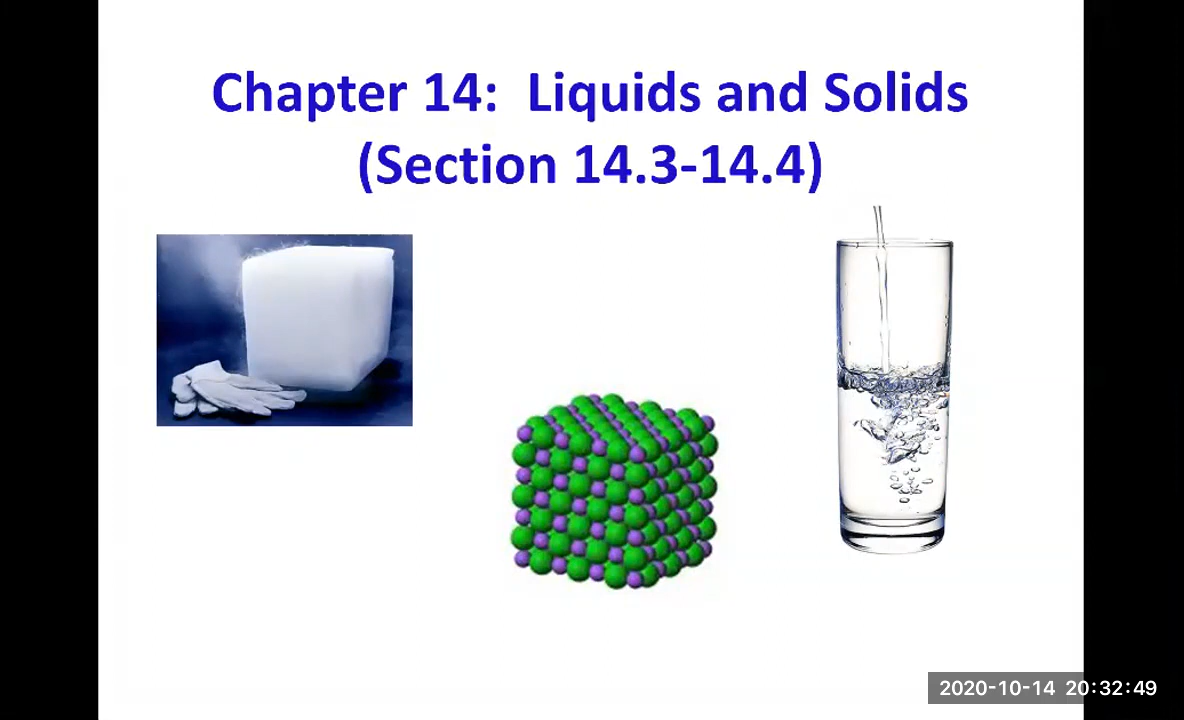 Chapter 14: Liquids and Solids
(Section 14.3-14.4)
2020-10-14 20:32:49